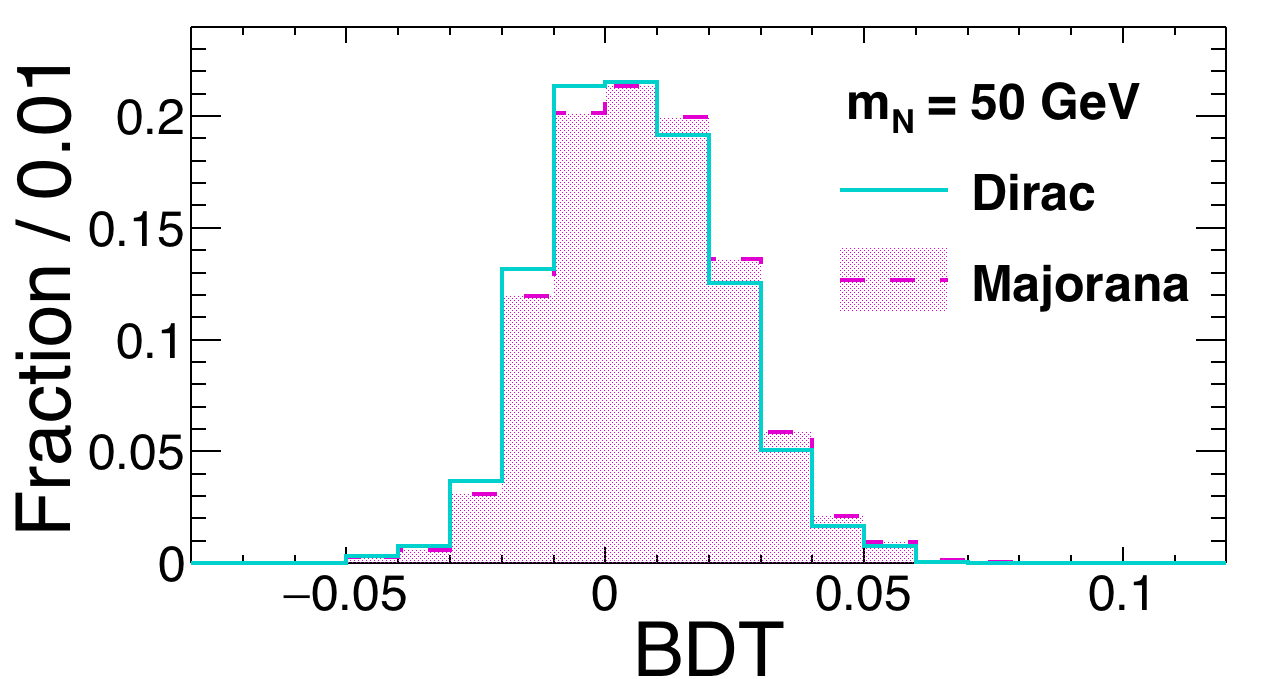 Fraction / 0.01
0.2
0.15
0.1
0.05
0
−0.05
0
0.05
0.1
BDT
m_N = 50 GeV
Dirac
Majorana